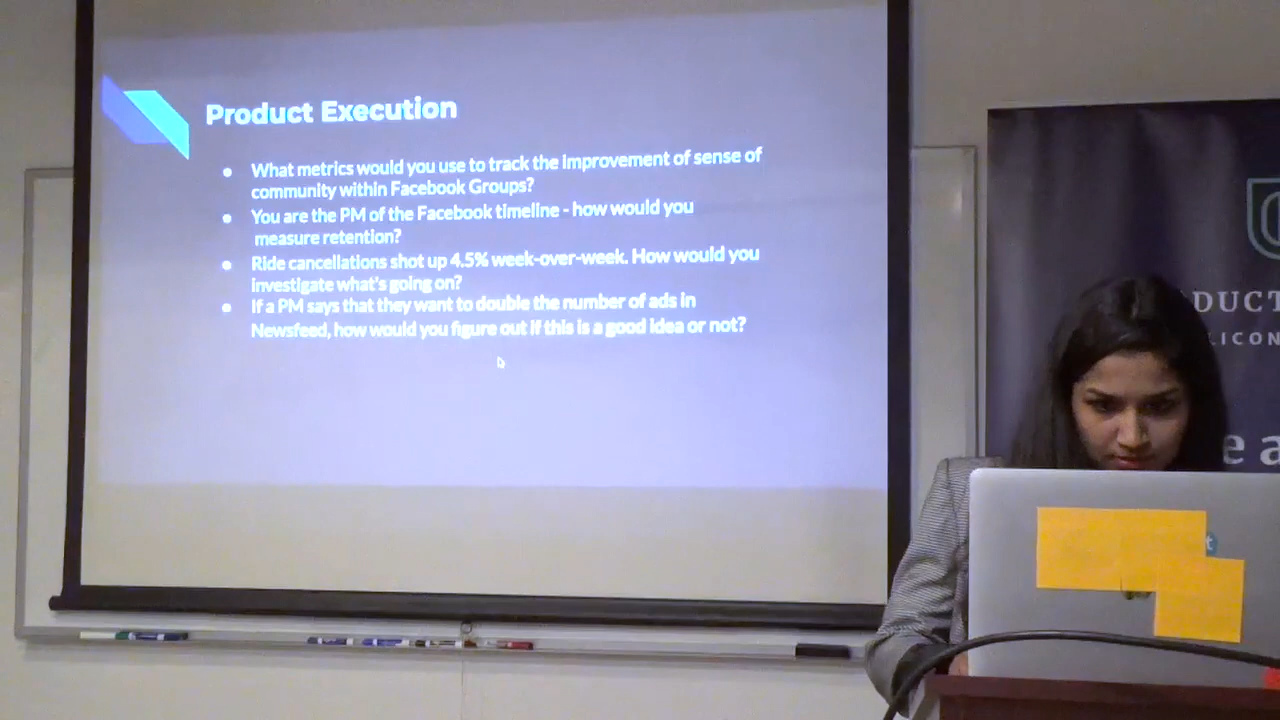 Product Execution
What metrics would you use to track the improvement of sense of
community within Facebook Groups?
You are the PM of the Facebook timeline - how would you
measure retention?
Ride cancellations shot up 4.5% week-over-week. How would you
investigate what's going on?
If a PM says that they want to double the number of ads in
Newsfeed, how would you figure out if this is a good idea or not?
DUCT
LICON
e a
t